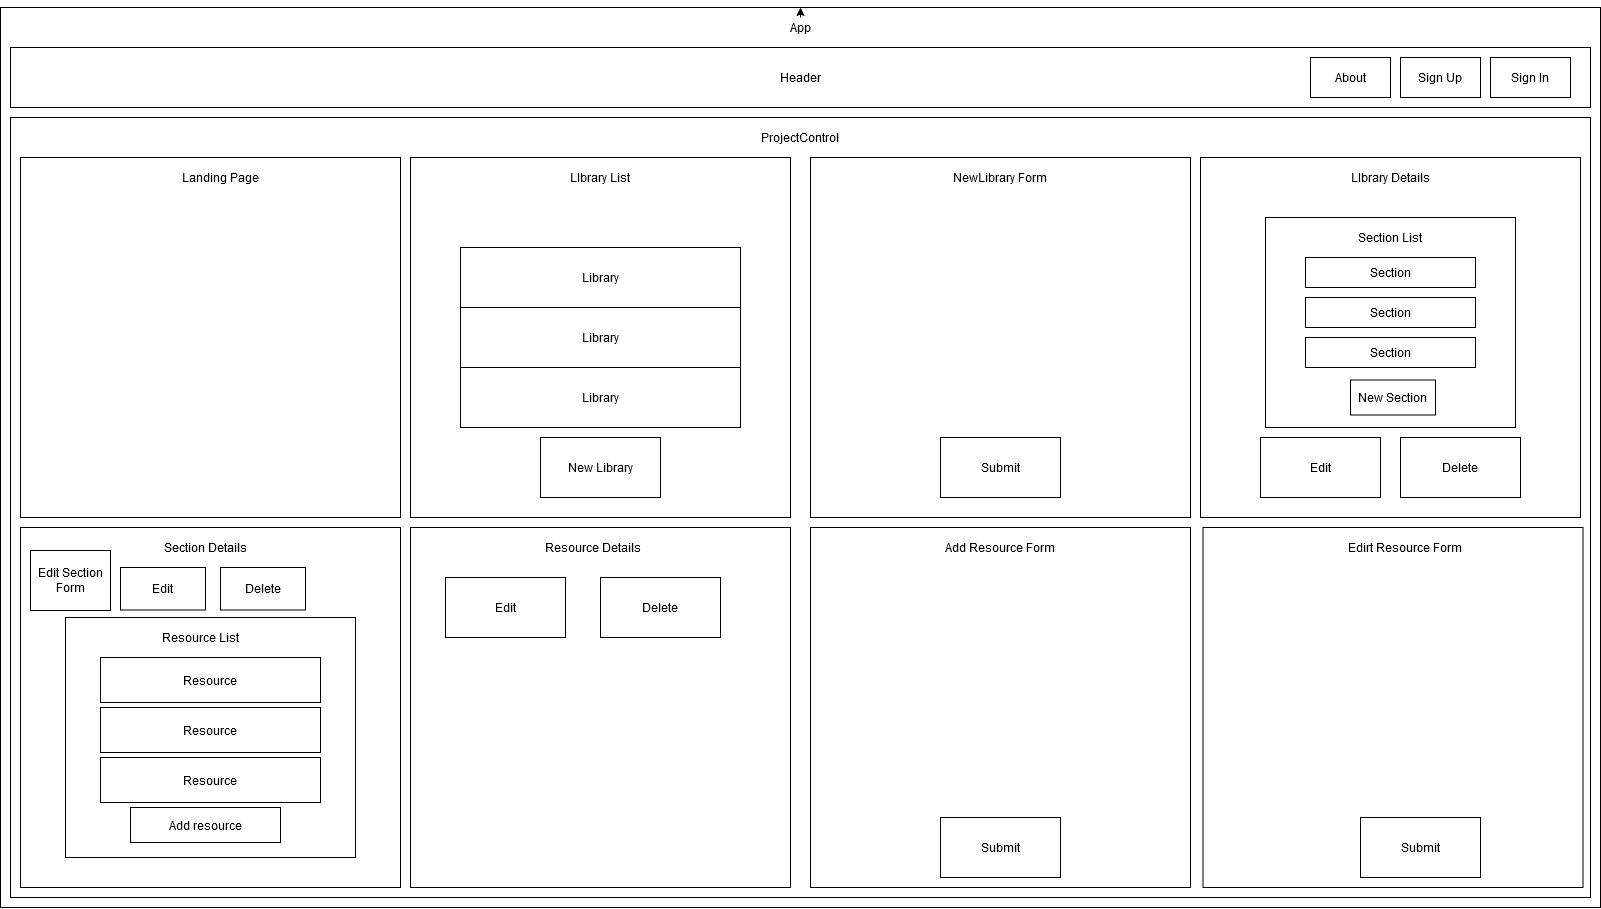 App
Header
About
Sign Up
Sign In
ProjectControl
Landing Page
LIbrary List
Library
Library
Library
New Library
NewLibrary Form
Submit
LIbrary Details
Section List
Section
Section
Section
New Section
Edit
Delete
Section Details
Edit Section
Form
Edit
Delete
Resource List
Resource
Resource
Resource
Add resource
Resource Details
Edit
Delete
Add Resource Form
Submit
Edirt Resource Form
Submit